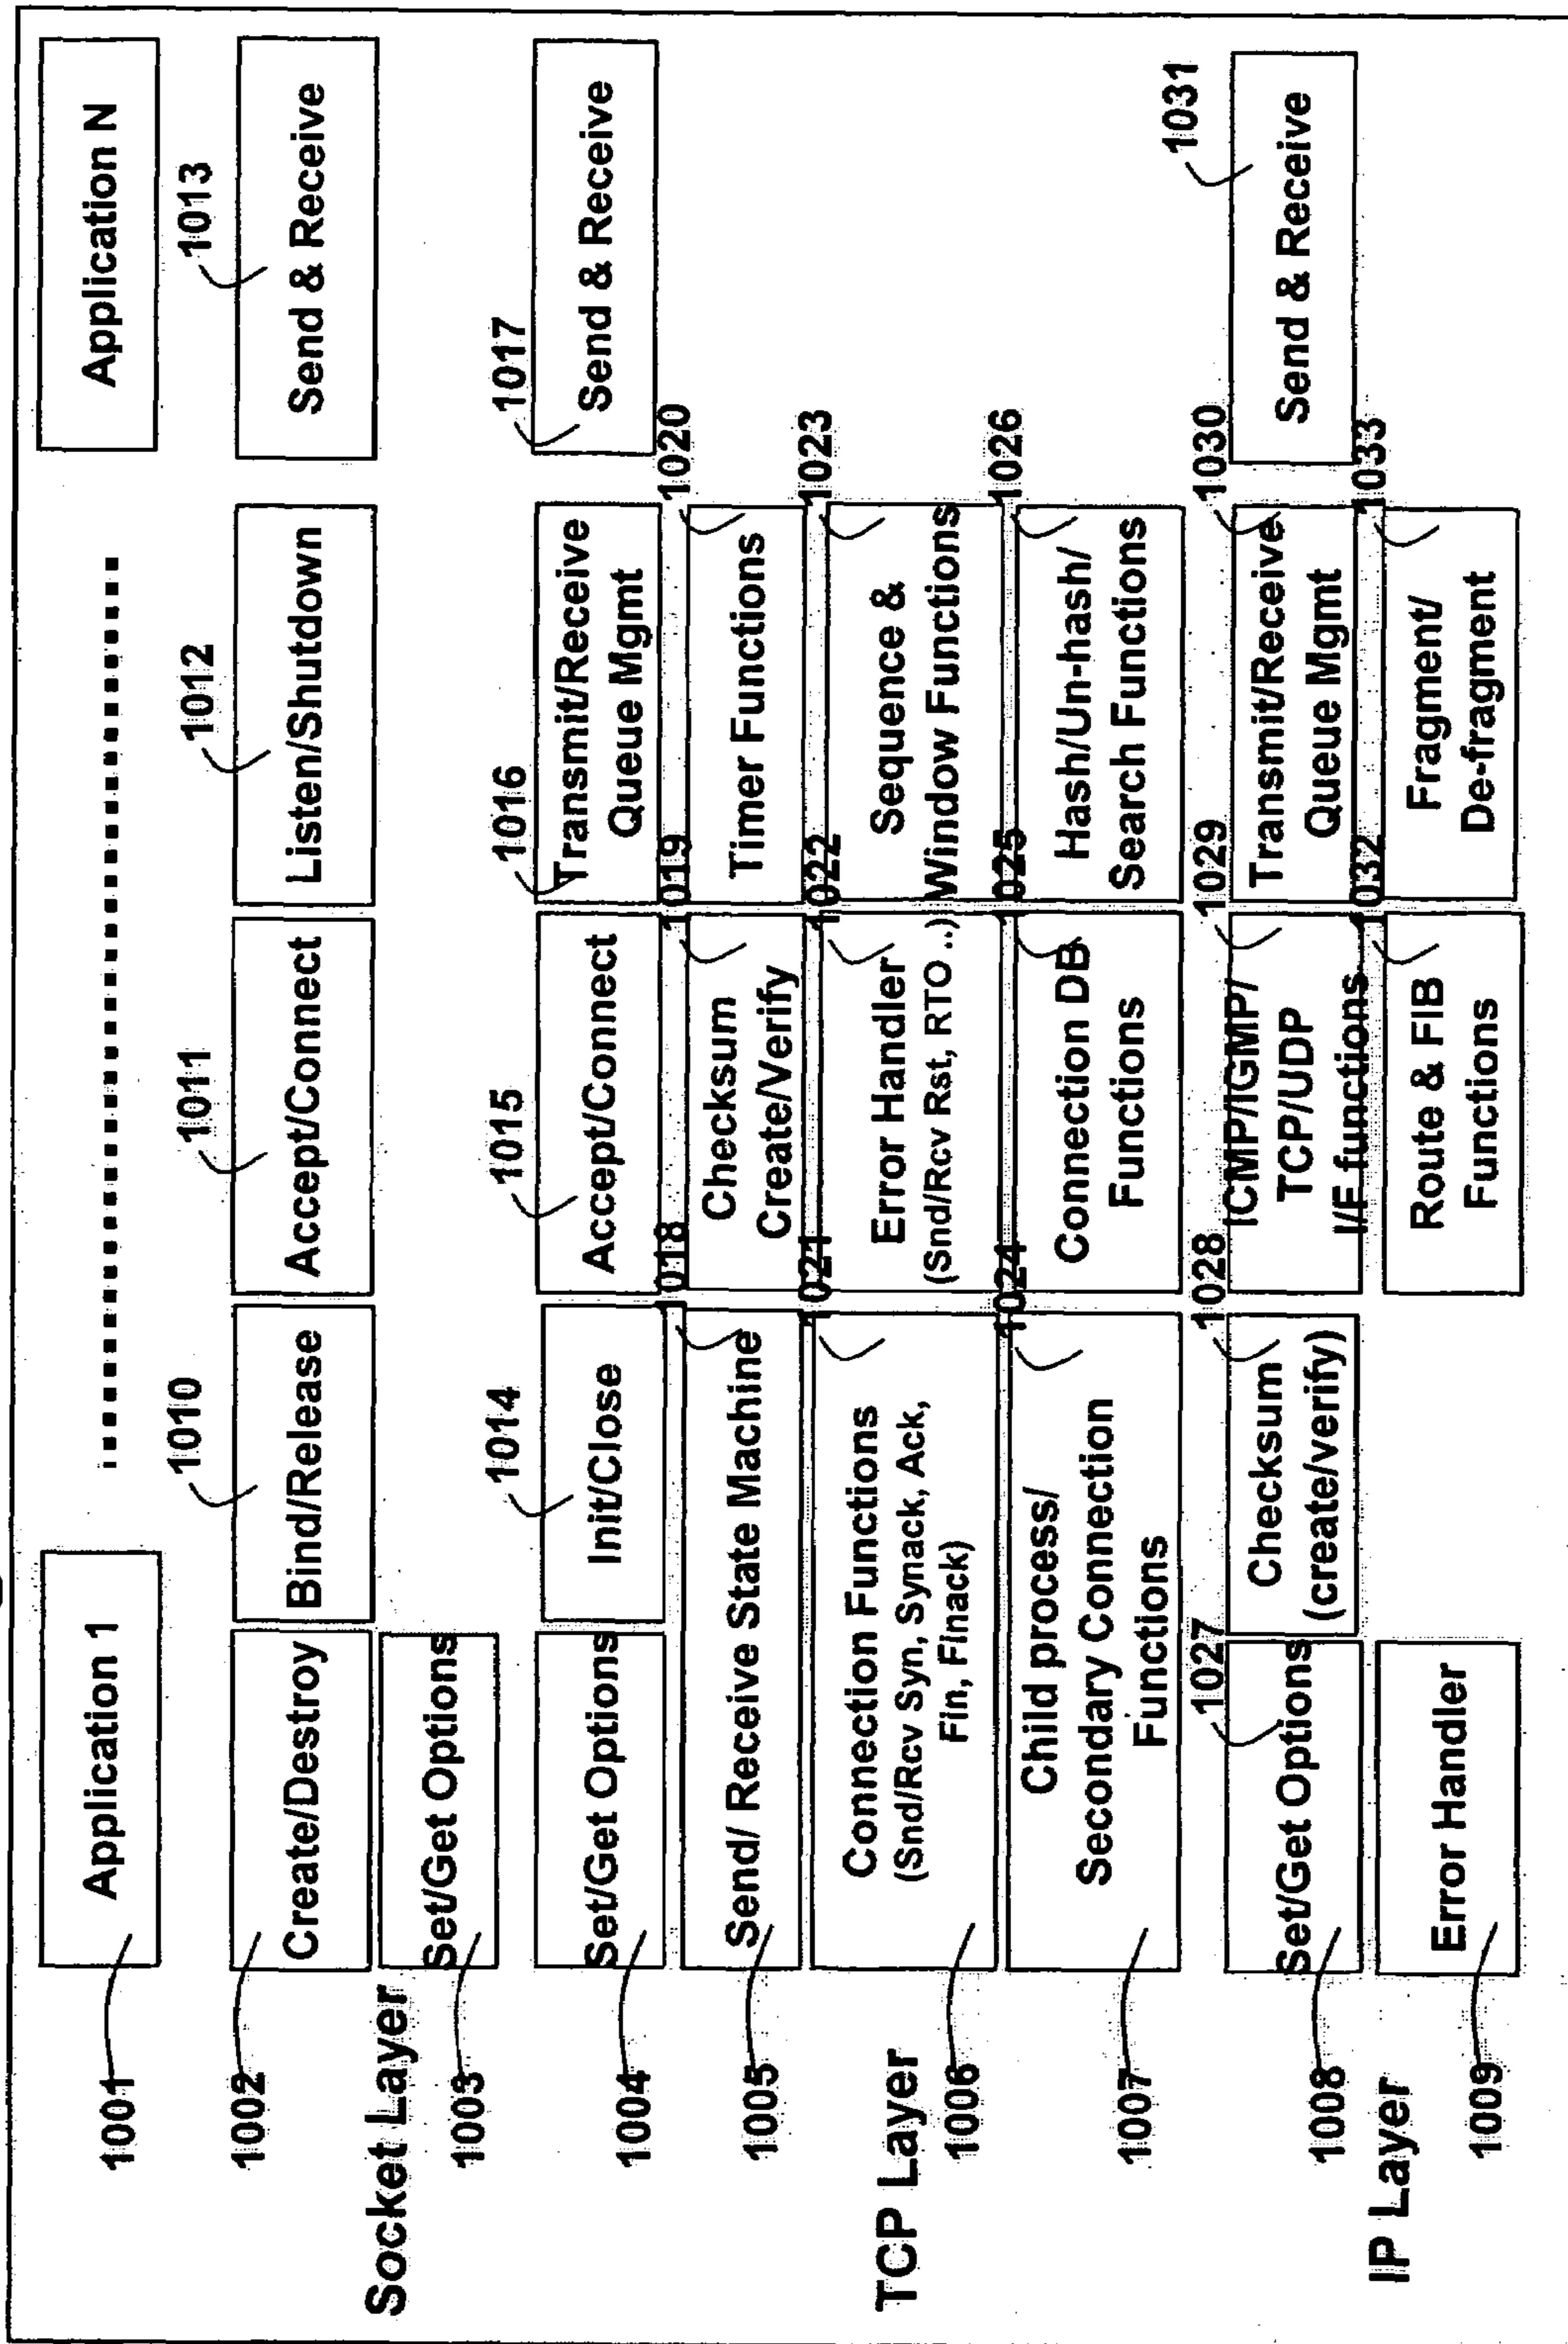 Application 1
Application N
1001
1010
1011
1012
1013
1002
Create/Destroy
Bind/Release
Accept/Connect
Listen/Shutdown
Send & Receive
Socket Layer
1003
Set/Get Options
1014
1015
1016
1017
1004
Set/Get Options
Init/Close
Accept/Connect
Transmit/Receive
Queue Mgmt
Send & Receive
1018
1019
1020
1005
Send/ Receive State Machine
Checksum
Create/Verify
Timer Functions
1021
1022
1023
TCP Layer
1006
Connection Functions
(Snd/Rcv Syn, Synack, Ack,
Fin, Finack)
Error Handler
(Snd/Rcv Rst, RTO ..)
Sequence &
Window Functions
1024
1025
1026
1007
Child process/
Secondary Connection
Functions
Connection DB
Functions
Hash/Un-hash/
Search Functions
1027
1028
1029
1030
1031
1008
Set/Get Options
Checksum
(create/verify)
ICMP/IGMP/
TCP/UDP
I/F functions
Transmit/Receive
Queue Mgmt
Send & Receive
1032
1033
IP Layer
1009
Error Handler
Route & FIB
Functions
Fragment/
De-fragment